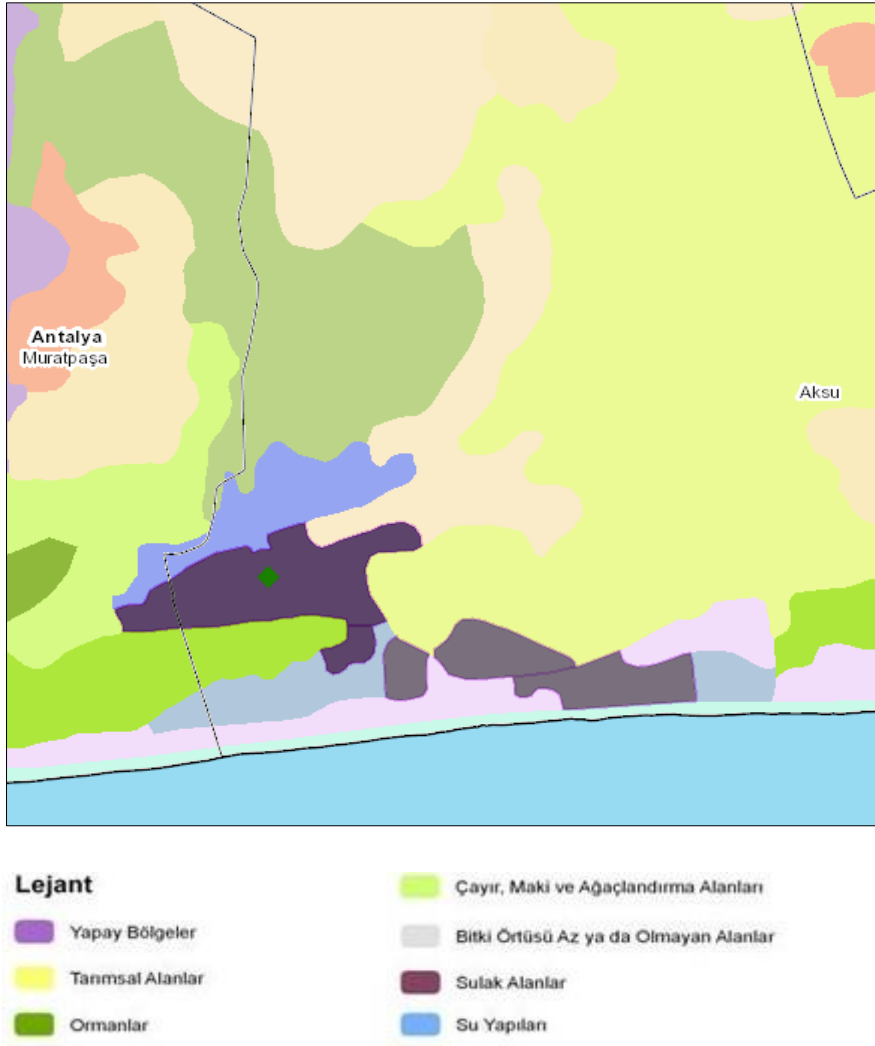 Antalya
Muratpaşa
Aksu
Lejant
Yapay Bölgeler
Tarımsal Alanlar
Ormanlar
Çayır, Maki ve Ağaçlandırma Alanları
Bitki Örtüsü Az ya da Olmayan Alanlar
Sulak Alanlar
Su Yapıları